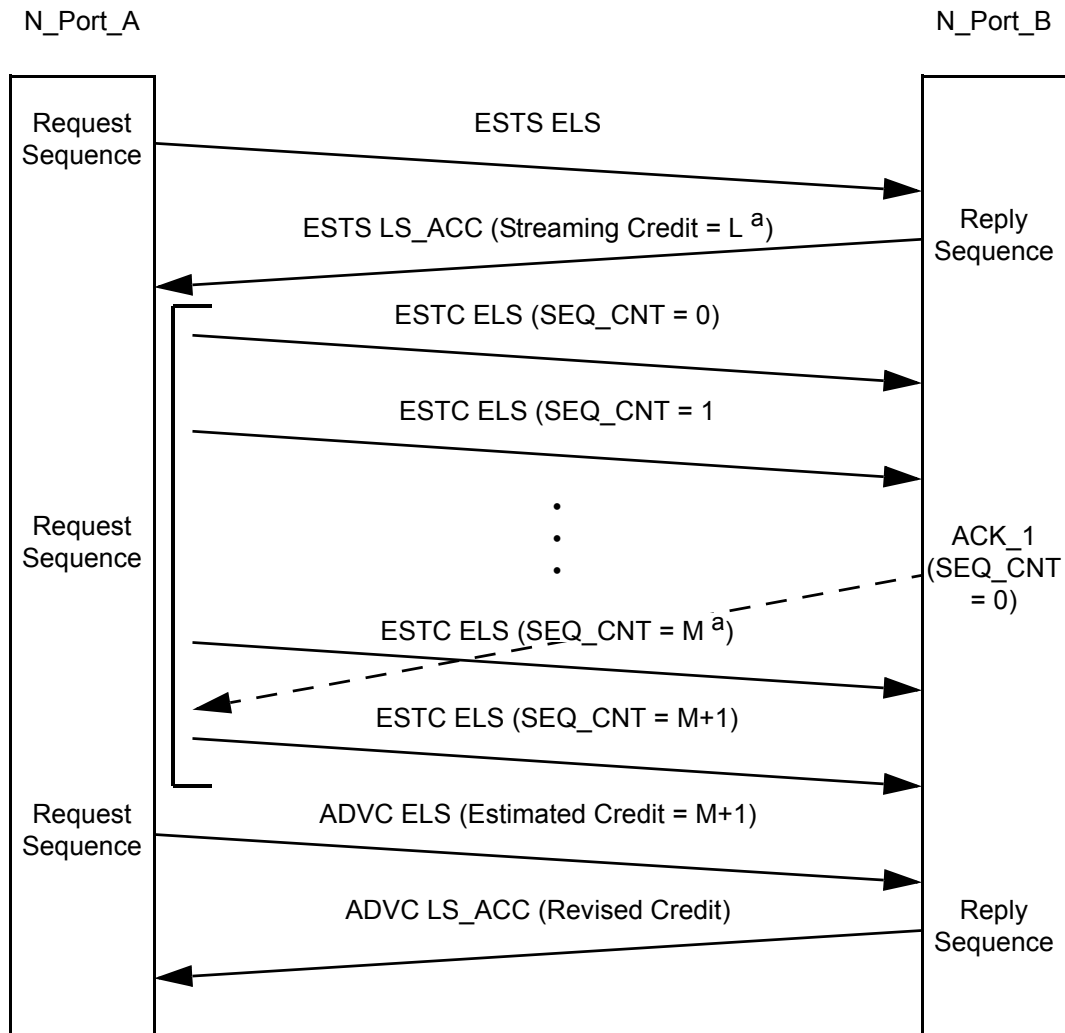 N_Port_A
N_Port_B
Request
Sequence
ESTS ELS
ESTS LS_ACC (Streaming Credit = L a)
Reply
Sequence
ESTC ELS (SEQ_CNT = 0)
ESTC ELS (SEQ_CNT = 1
Request
Sequence
ACK_1
(SEQ_CNT
= 0)
ESTC ELS (SEQ_CNT = M a)
ESTC ELS (SEQ_CNT = M+1)
Request
Sequence
ADVC ELS (Estimated Credit = M+1)
ADVC LS_ACC (Revised Credit)
Reply
Sequence